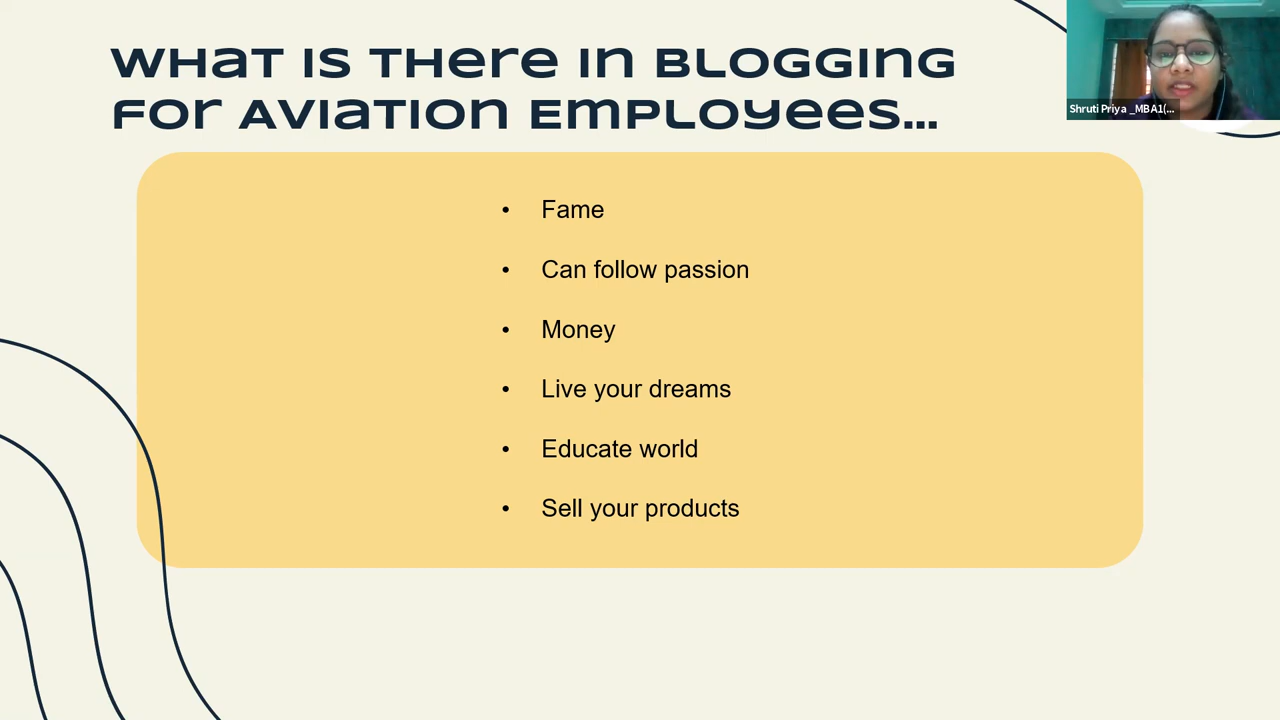 WHAT IS THERE IN BLOGGING
FOR AVIATION EMPLOYEES...
Shruti Priya _MBA1(...
• Fame
• Can follow passion
• Money
• Live your dreams
• Educate world
• Sell your products